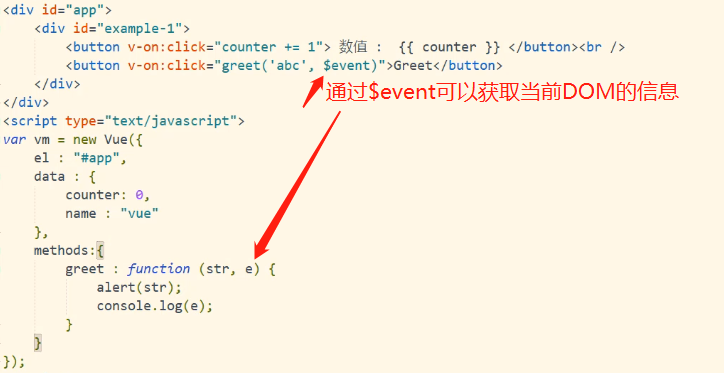 <div id="app">
<div id="example-1">
<button v-on:click="counter += 1"> 数值 : {{ counter }} </button><br />
<button v-on:click="greet('abc', $event)">Greet</button>
</div>
通过$event可以获取当前DOM的信息
</div>
<script type="text/javascript">
var vm = new Vue({
el : "#app",
data : {
counter: 0,
name : "vue"
},
methods:{
greet : function (str, e) {
alert(str);
console.log(e);
}
}
});